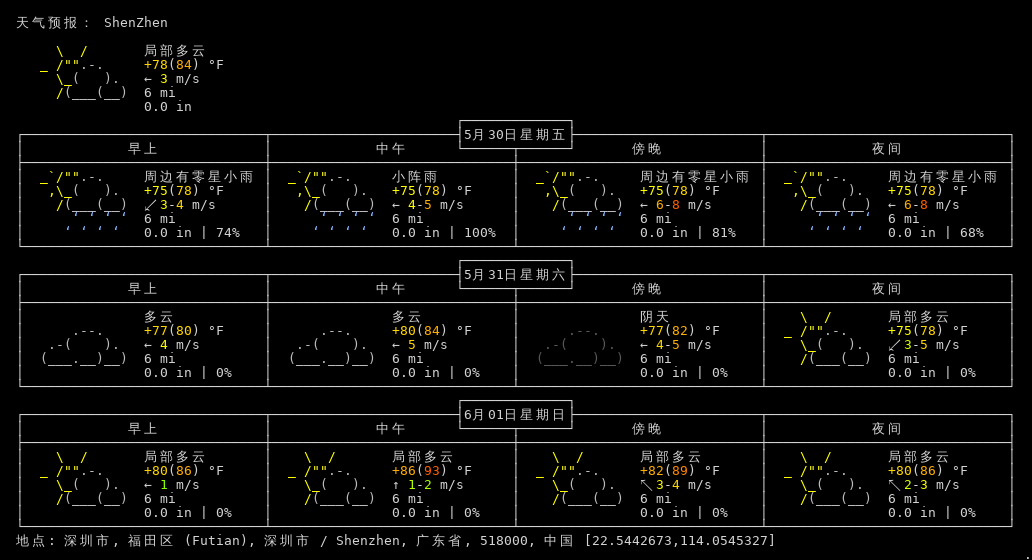 天气预报： ShenZhen
局部多云
+78(84) °F
← 3 m/s
6 mi
0.0 in
5月30日星期五
早上 中午 傍晚 夜间
周边有零星小雨 小阵雨 周边有零星小雨 周边有零星小雨
+75(78) °F +75(78) °F +75(78) °F +75(78) °F
↙ 3-4 m/s ← 4-5 m/s ← 6-8 m/s ← 6-8 m/s
6 mi 6 mi 6 mi 6 mi
0.0 in | 74% 0.0 in | 100% 0.0 in | 81% 0.0 in | 68%
5月31日星期六
早上 中午 傍晚 夜间
多云 多云 阴天 局部多云
+77(80) °F +80(84) °F +77(82) °F +75(78) °F
← 4 m/s ← 5 m/s ← 4-5 m/s ↙ 3-5 m/s
6 mi 6 mi 6 mi 6 mi
0.0 in | 0% 0.0 in | 0% 0.0 in | 0% 0.0 in | 0%
6月01日星期日
早上 中午 傍晚 夜间
局部多云 局部多云 局部多云 局部多云
+80(86) °F +86(93) °F +82(89) °F +80(86) °F
← 1 m/s ↑ 1-2 m/s ↖ 3-4 m/s ↖ 2-3 m/s
6 mi 6 mi 6 mi 6 mi
0.0 in | 0% 0.0 in | 0% 0.0 in | 0% 0.0 in | 0%
地点: 深圳市, 福田区 (Futian), 深圳市 / Shenzhen, 广东省, 518000, 中国 [22.5442673,114.0545327]